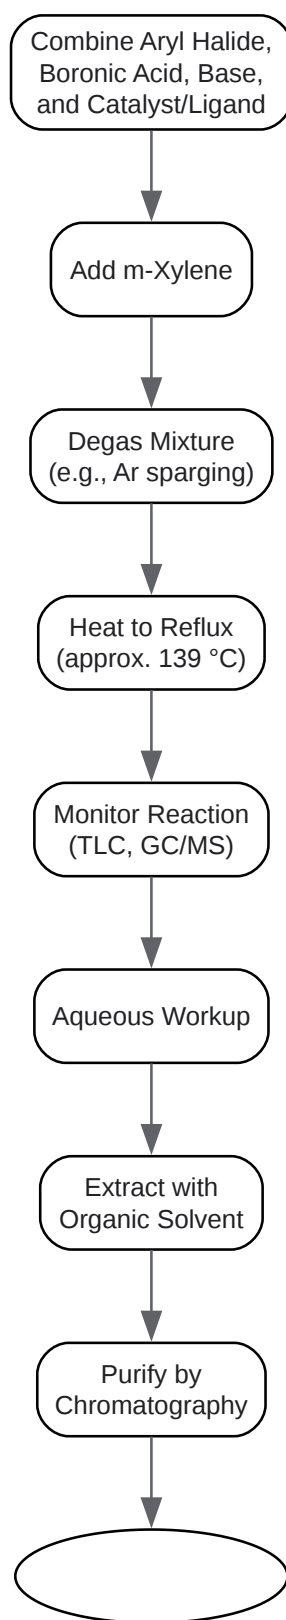 Combine Aryl Halide,
Boronic Acid, Base,
and Catalyst/Ligand
Add m-Xylene
Degas Mixture
(e.g., Ar sparging)
Heat to Reflux
(approx. 139 °C)
Monitor Reaction
(TLC, GC/MS)
Aqueous Workup
Extract with
Organic Solvent
Purify by
Chromatography